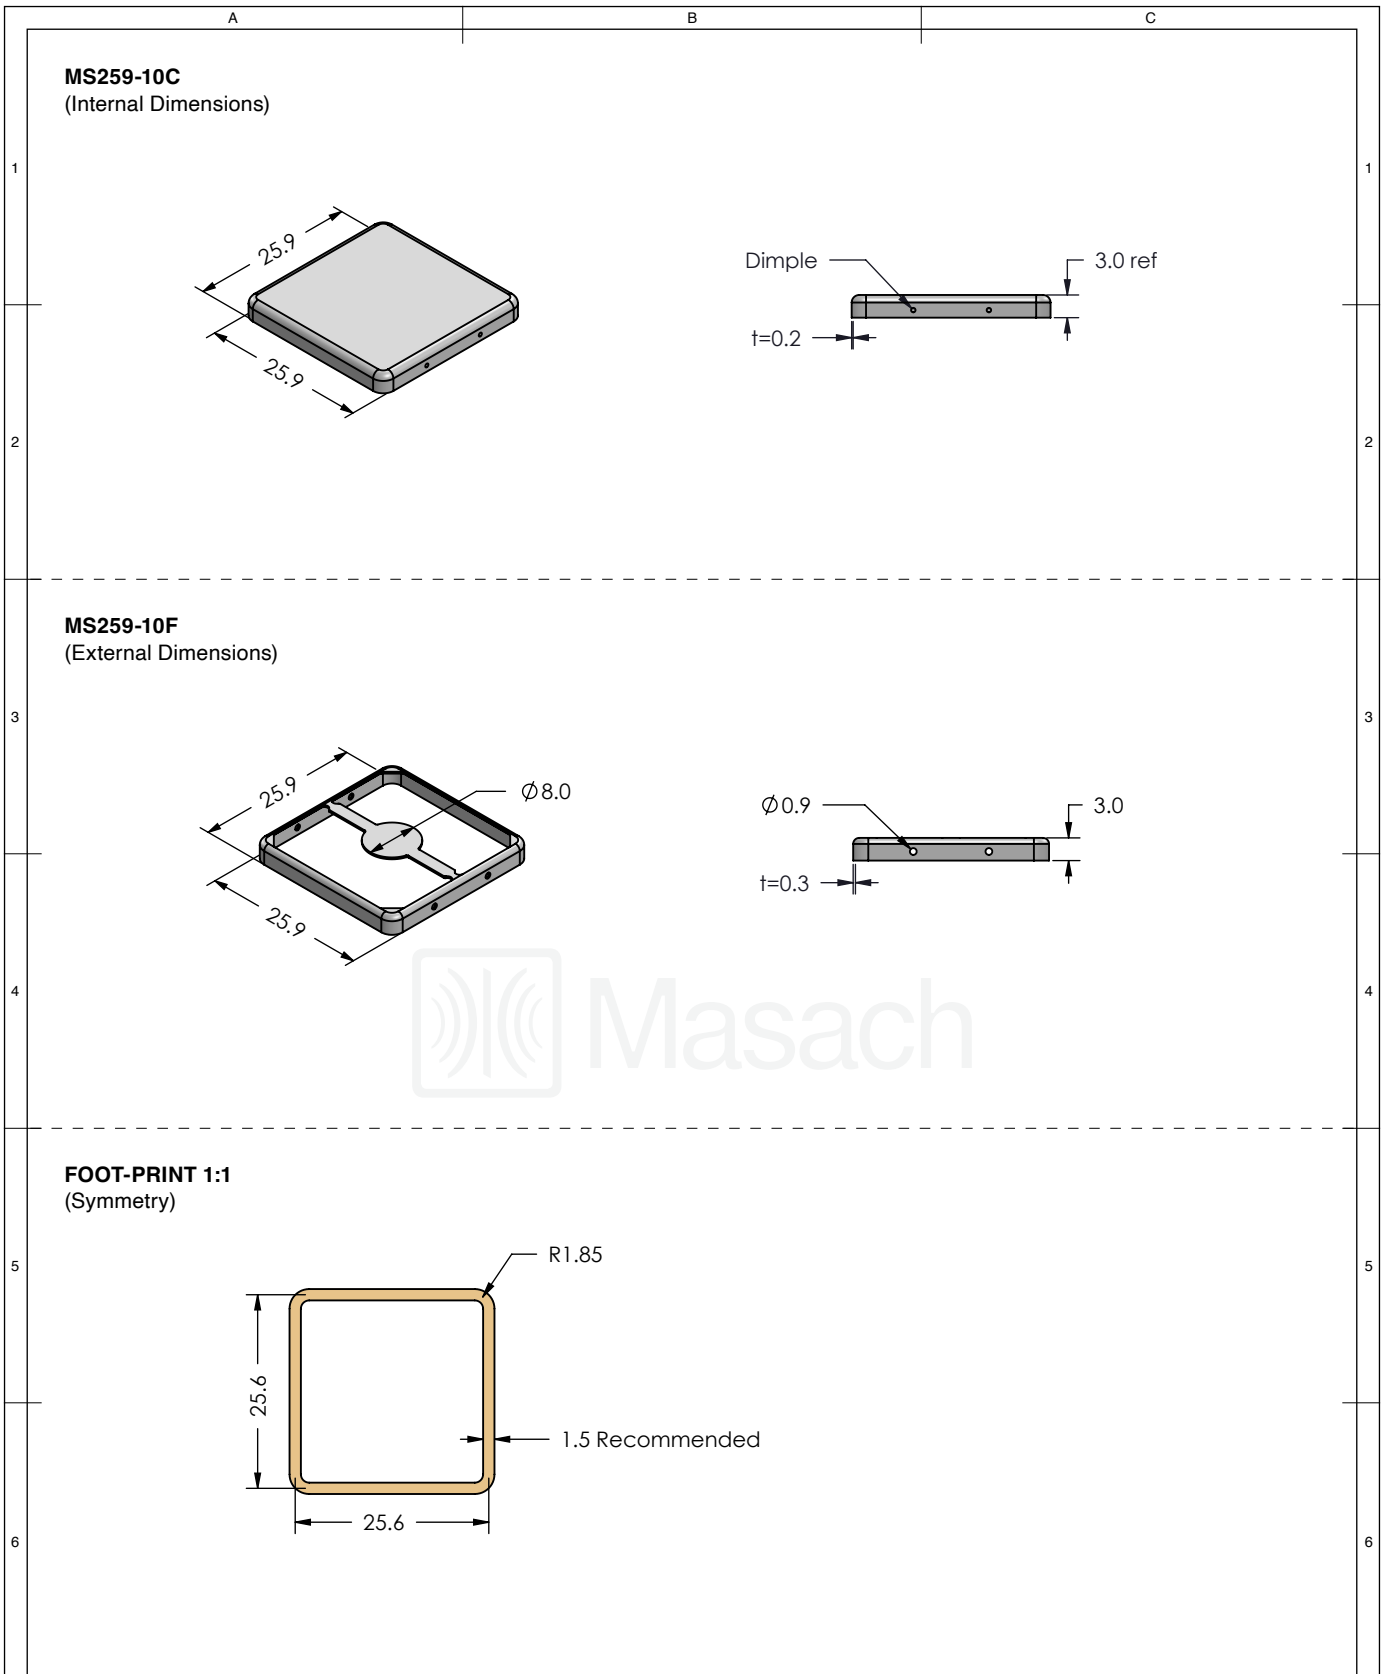 A B C
MS259-10C
(Internal Dimensions)
1 1
25.9
25.9
Dimple
3.0 ref
t=0.2
2 2
MS259-10F
(External Dimensions)
3 3
25.9
25.9
Ø8.0
Ø0.9
3.0
t=0.3
Masach
4 4
FOOT-PRINT 1:1
(Symmetry)
5 5
R1.85
25.6
1.5 Recommended
25.6
6 6